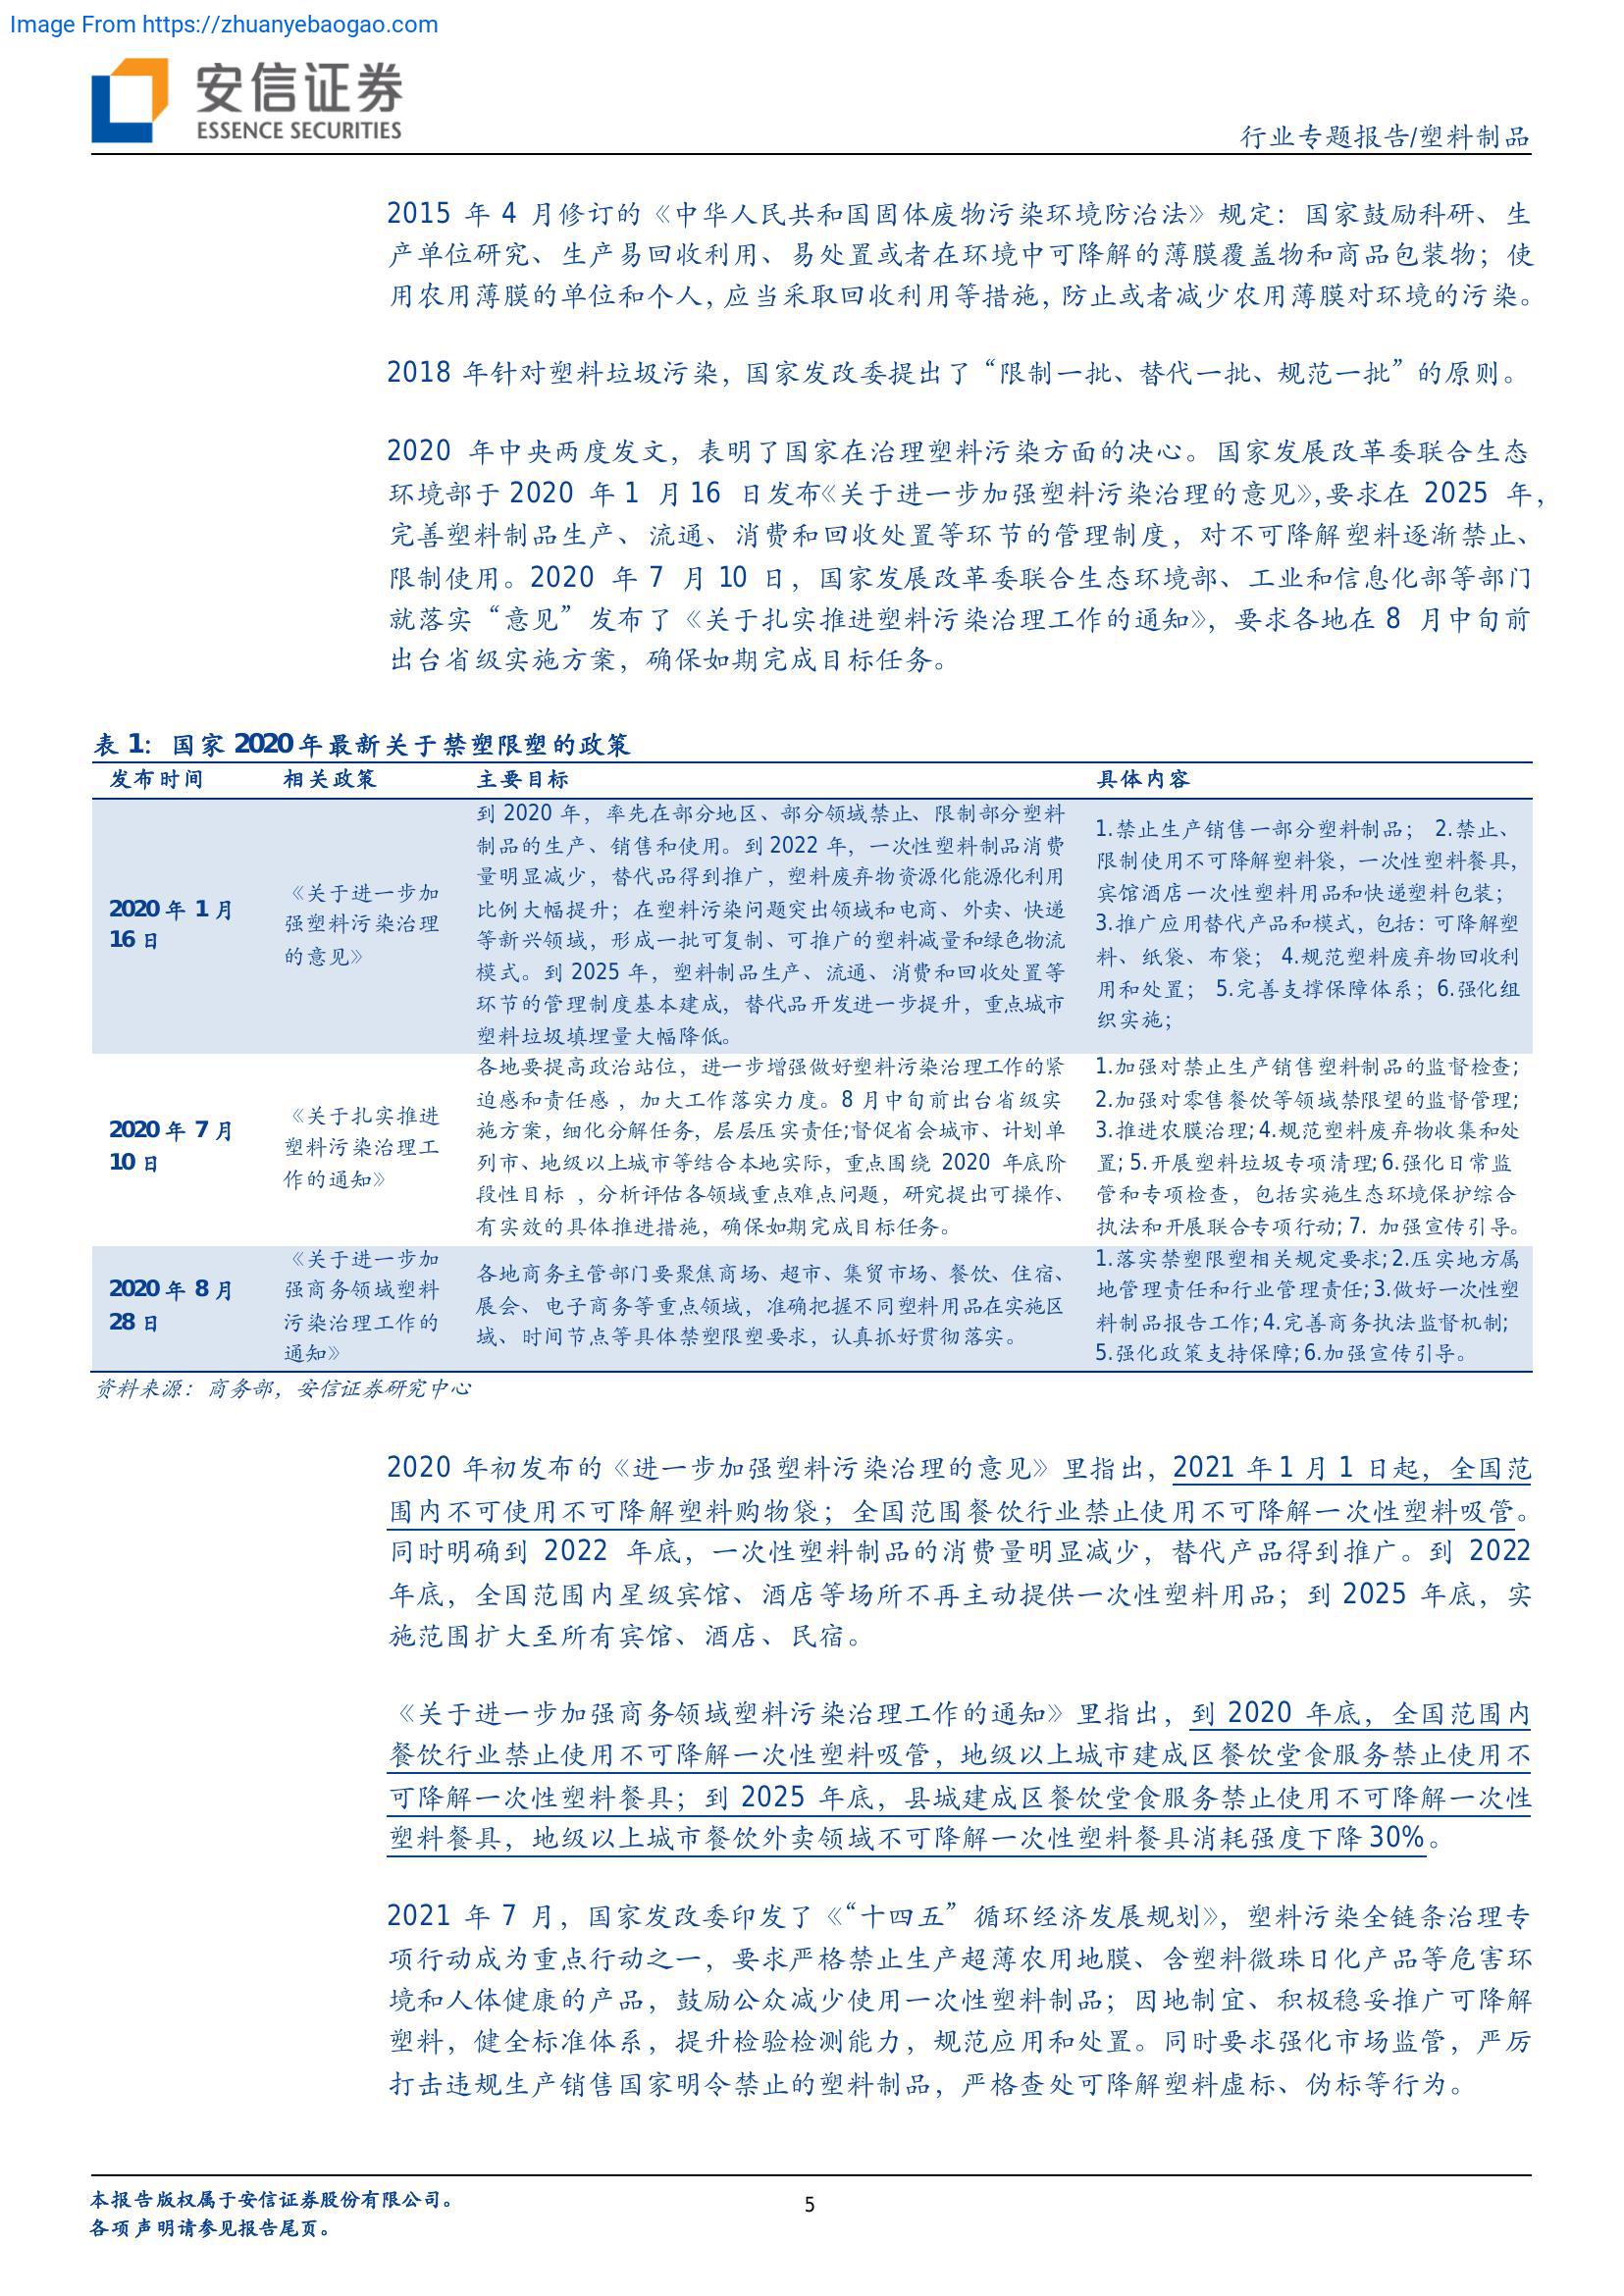 Image From https://zhuanyebaogao.com
安信证券
ESSENCE SECURITIES
行业专题报告/塑料制品
2015 年 4 月修订的《中华人民共和国固体废物污染环境防治法》规定：国家鼓励科研、生
产单位研究、生产易回收利用、易处置或者在环境中可降解的薄膜覆盖物和商品包装物；使
用农用薄膜的单位和个人，应当采取回收利用等措施，防止或者减少农用薄膜对环境的污染。
2018 年针对塑料垃圾污染，国家发改委提出了“限制一批、替代一批、规范一批”的原则。
2020 年中央两度发文，表明了国家在治理塑料污染方面的决心。国家发展改革委联合生态
环境部于 2020 年 1 月 16 日发布《关于进一步加强塑料污染治理的意见》，要求在 2025 年，
完善塑料制品生产、流通、消费和回收处置等环节的管理制度，对不可降解塑料逐渐禁止、
限制使用。2020 年 7 月 10 日，国家发展改革委联合生态环境部、工业和信息化部等部门
就落实“意见”发布了《关于扎实推进塑料污染治理工作的通知》，要求各地在 8 月中旬前
出台省级实施方案，确保如期完成目标任务。
表 1：国家 2020 年最新关于禁塑限塑的政策
发布时间 相关政策 主要目标 具体内容
2020 年 1 月
16 日
《关于进一步加
强塑料污染治理
的意见》
到 2020 年，率先在部分地区、部分领域禁止、限制部分塑料
制品的生产、销售和使用。到 2022 年，一次性塑料制品消费
量明显减少，替代品得到推广，塑料废弃物资源化能源化利用
比例大幅提升；在塑料污染问题突出领域和电商、外卖、快递
等新兴领域，形成一批可复制、可推广的塑料减量和绿色物流
模式。到 2025 年，塑料制品生产、流通、消费和回收处置等
环节的管理制度基本建成，替代品开发进一步提升，重点城市
塑料垃圾填埋量大幅降低。
1.禁止生产销售一部分塑料制品； 2.禁止、
限制使用不可降解塑料袋，一次性塑料餐具，
宾馆酒店一次性塑料用品和快递塑料包装；
3.推广应用替代产品和模式，包括：可降解塑
料、纸袋、布袋； 4.规范塑料废弃物回收利
用和处置； 5.完善支撑保障体系；6.强化组
织实施；
2020 年 7 月
10 日
《关于扎实推进
塑料污染治理工
作的通知》
各地要提高政治站位，进一步增强做好塑料污染治理工作的紧
迫感和责任感 ，加大工作落实力度。8 月中旬前出台省级实
施方案，细化分解任务，层层压实责任;督促省会城市、计划单
列市、地级以上城市等结合本地实际，重点围绕 2020 年底阶
段性目标 ，分析评估各领域重点难点问题，研究提出可操作、
有实效的具体推进措施，确保如期完成目标任务。
1.加强对禁止生产销售塑料制品的监督检查;
2.加强对零售餐饮等领域禁限望的监督管理;
3.推进农膜治理;4.规范塑料废弃物收集和处
置;5.开展塑料垃圾专项清理;6.强化日常监
管和专项检查，包括实施生态环境保护综合
执法和开展联合专项行动;7. 加强宣传引导。
2020 年 8 月
28 日
《关于进一步加
强商务领域塑料
污染治理工作的
通知》
各地商务主管部门要聚焦商场、超市、集贸市场、餐饮、住宿、
展会、电子商务等重点领域，准确把握不同塑料用品在实施区
域、时间节点等具体禁塑限塑要求，认真抓好贯彻落实。
1.落实禁塑限塑相关规定要求;2.压实地方属
地管理责任和行业管理责任;3.做好一次性塑
料制品报告工作;4.完善商务执法监督机制;
5.强化政策支持保障;6.加强宣传引导。
资料来源：商务部，安信证券研究中心
2020 年初发布的《进一步加强塑料污染治理的意见》里指出，2021 年 1 月 1 日起，全国范
围内不可使用不可降解塑料购物袋；全国范围餐饮行业禁止使用不可降解一次性塑料吸管。
同时明确到 2022 年底，一次性塑料制品的消费量明显减少，替代产品得到推广。到 2022
年底，全国范围内星级宾馆、酒店等场所不再主动提供一次性塑料用品；到 2025 年底，实
施范围扩大至所有宾馆、酒店、民宿。
《关于进一步加强商务领域塑料污染治理工作的通知》里指出，到 2020 年底，全国范围内
餐饮行业禁止使用不可降解一次性塑料吸管，地级以上城市建成区餐饮堂食服务禁止使用不
可降解一次性塑料餐具；到 2025 年底，县城建成区餐饮堂食服务禁止使用不可降解一次性
塑料餐具，地级以上城市餐饮外卖领域不可降解一次性塑料餐具消耗强度下降 30%。
2021 年 7 月，国家发改委印发了《“十四五”循环经济发展规划》，塑料污染全链条治理专
项行动成为重点行动之一，要求严格禁止生产超薄农用地膜、含塑料微珠日化产品等危害环
境和人体健康的产品，鼓励公众减少使用一次性塑料制品；因地制宜、积极稳妥推广可降解
塑料，健全标准体系，提升检验检测能力，规范应用和处置。同时要求强化市场监管，严厉
打击违规生产销售国家明令禁止的塑料制品，严格查处可降解塑料虚标、伪标等行为。
本报告版权属于安信证券股份有限公司。
各项声明请参见报告尾页。
5